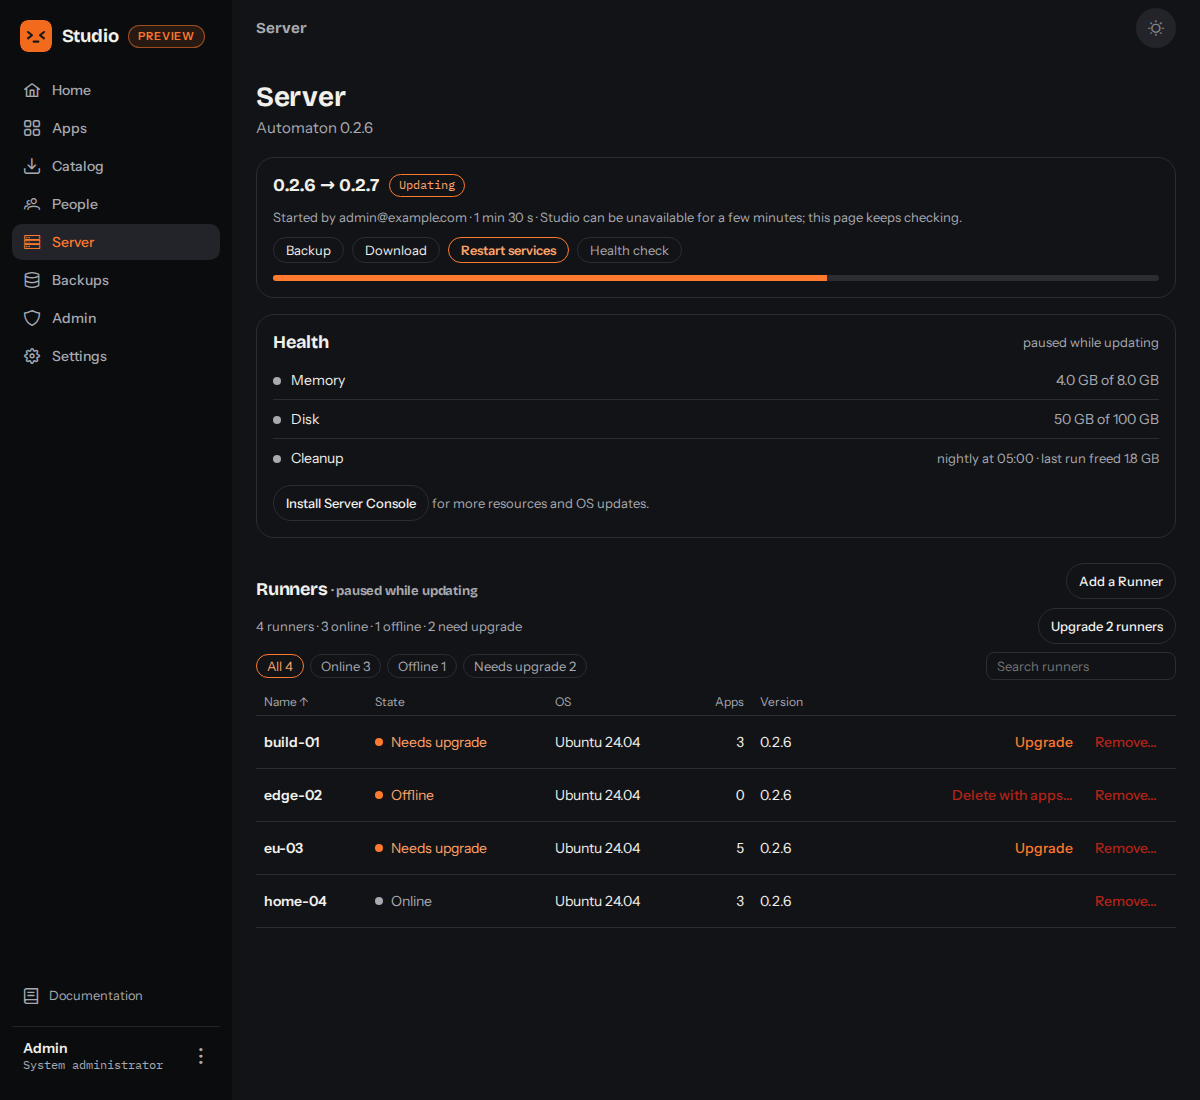 Studio PREVIEW
Server
Home
Apps
Catalog
People
Server
Backups
Admin
Settings
Documentation
Admin
System administrator
Server
Automaton 0.2.6
0.2.6 → 0.2.7 Updating
Started by admin@example.com · 1 min 30 s · Studio can be unavailable for a few minutes; this page keeps checking.
Backup Download Restart services Health check
Health paused while updating
Memory 4.0 GB of 8.0 GB
Disk 50 GB of 100 GB
Cleanup nightly at 05:00 · last run freed 1.8 GB
Install Server Console for more resources and OS updates.
Runners · paused while updating Add a Runner
4 runners · 3 online · 1 offline · 2 need upgrade Upgrade 2 runners
All 4 Online 3 Offline 1 Needs upgrade 2 Search runners
Name ↑ State OS Apps Version
build-01 Needs upgrade Ubuntu 24.04 3 0.2.6 Upgrade Remove...
edge-02 Offline Ubuntu 24.04 0 0.2.6 Delete with apps... Remove...
eu-03 Needs upgrade Ubuntu 24.04 5 0.2.6 Upgrade Remove...
home-04 Online Ubuntu 24.04 3 0.2.6 Remove...